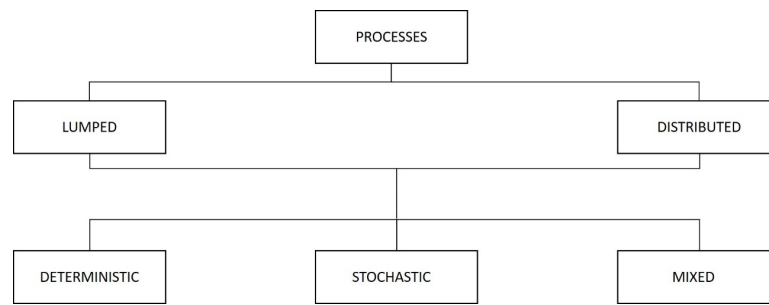 PROCESSES
LUMPED
DISTRIBUTED
DETERMINISTIC
STOCHASTIC
MIXED